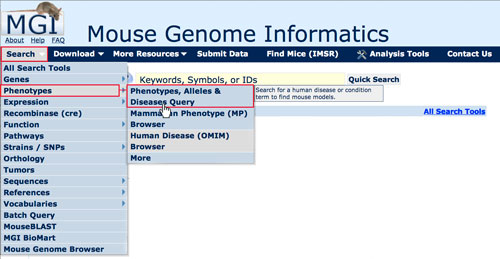 MGI
About Help FAQ
Mouse Genome Informatics
Search Download More Resources Submit Data Find Mice (IMSR) Analysis Tools Contact Us
All Search Tools
Genes
Phenotypes
Expression
Recombinase (cre)
Function
Pathways
Strains / SNPs
Orthology
Tumors
Sequences
References
Vocabularies
Batch Query
MouseBLAST
MGI BioMart
Mouse Genome Browser
Keywords, Symbols, or IDs Quick Search
Phenotypes, Alleles &
Diseases Query
Mammalian Phenotype (MP)
Browser
Human Disease (OMIM)
Browser
More
Search for a human disease or condition
term to find mouse models.
All Search Tools